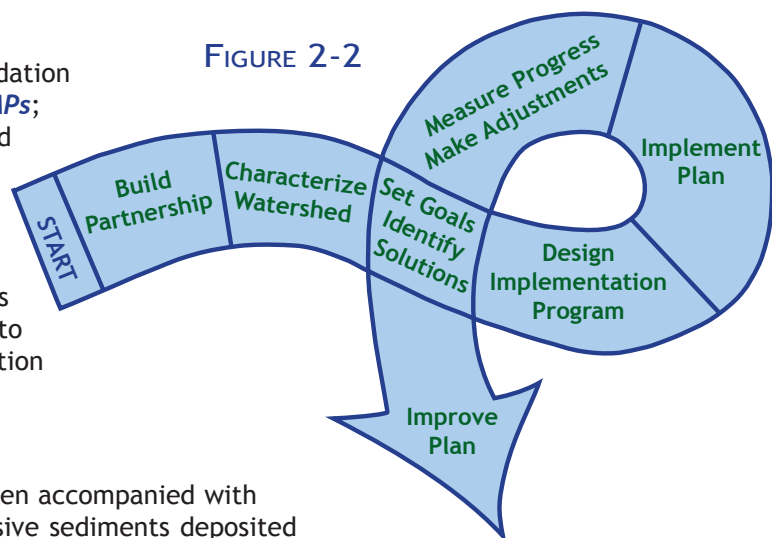 FIGURE 2-2
dation
APs;
d
s
to
tion
en accompanied with
sive sediments deposited
START
Build
Partnership
Characterize
Watershed
Set Goals
Identify
Solutions
Design
Implementation
Program
Implement
Plan
Measure Progress
Make Adjustments
Improve
Plan